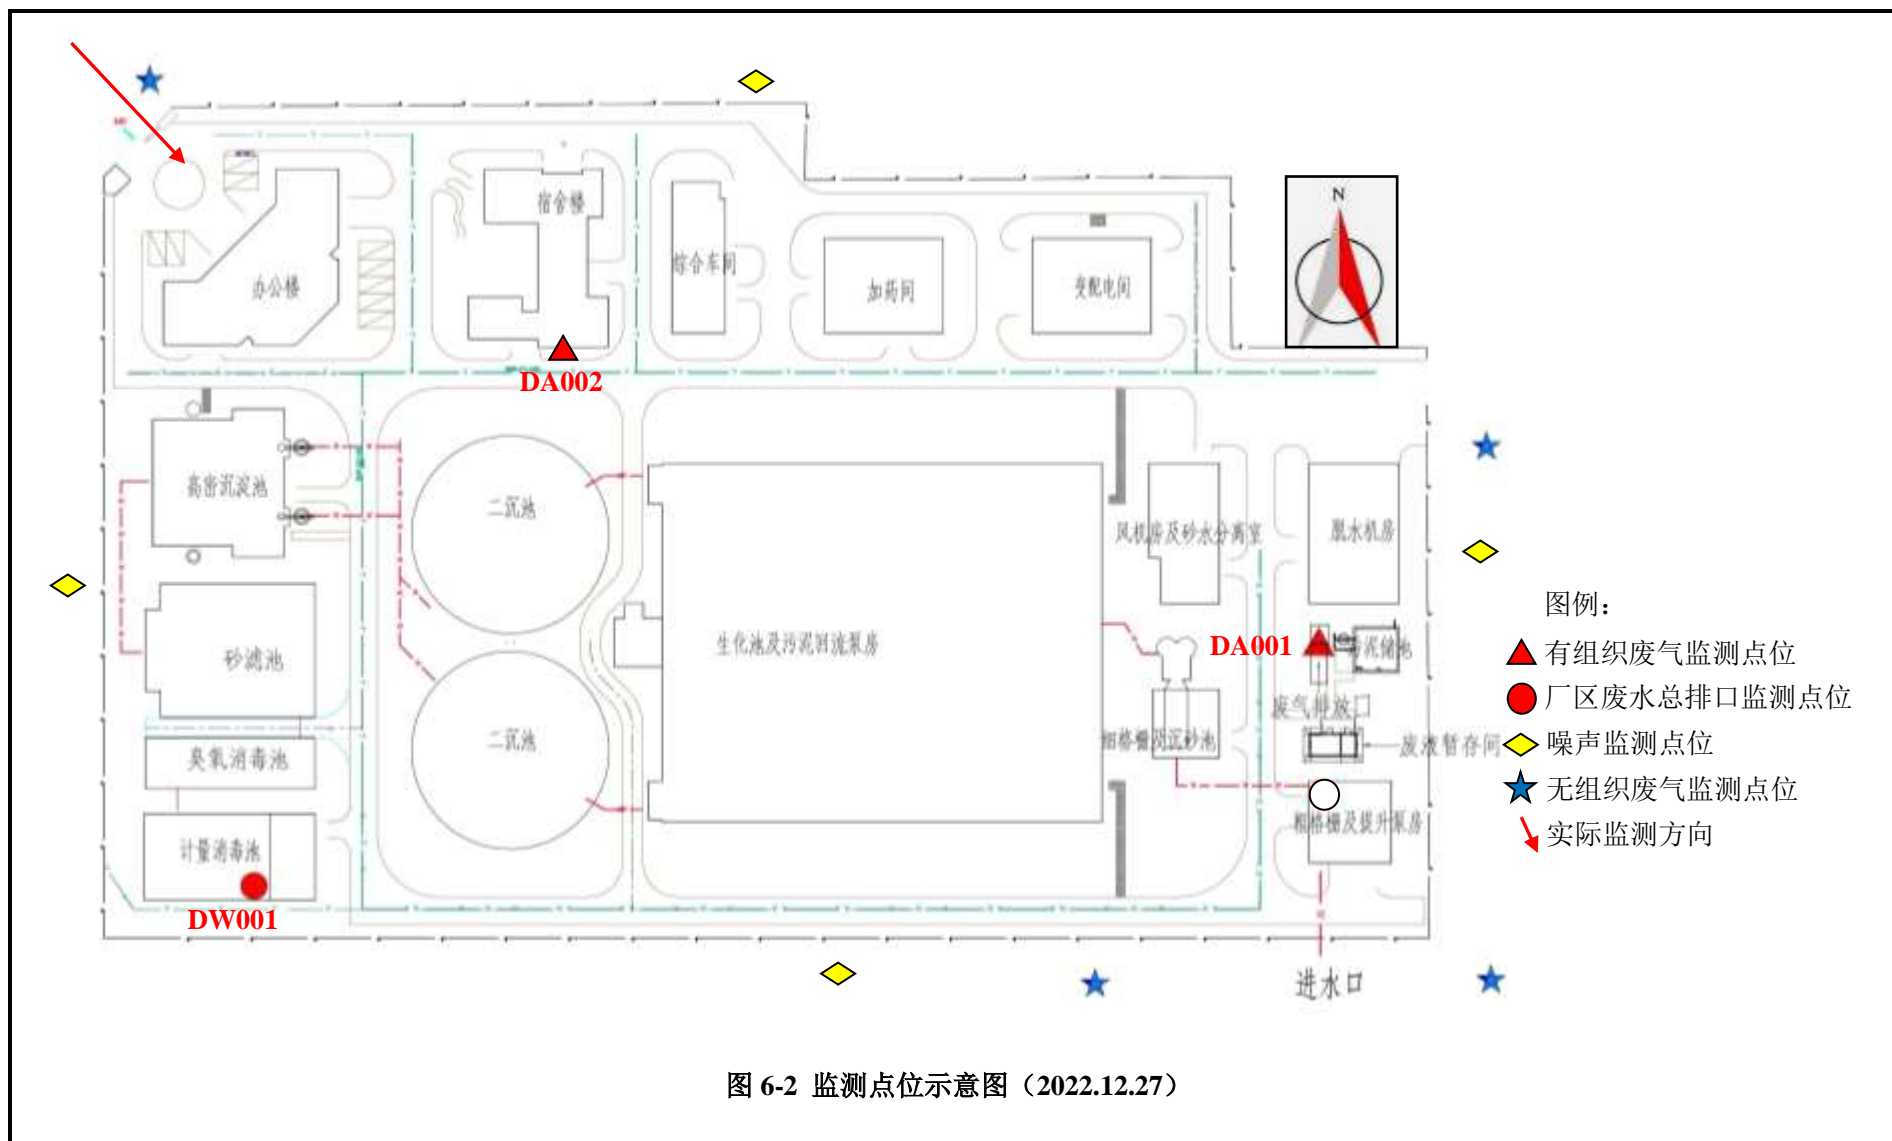 N
宿舍楼
综合车间
办公楼
加药间
变配电间
DA002
高密沉淀池
二沉池
风机房及砂水分离室
脱水机房
图例：
生化池及污泥回流泵房
DA001
泥储池
有组织废气监测点位
砂滤池
厂区废水总排口监测点位
废气排放口
二沉池
细格栅及沉砂池
废液暂存间
噪声监测点位
臭氧消毒池
无组织废气监测点位
粗格栅及提升泵房
实际监测方向
计量消毒池
DW001
进水口
图 6-2 监测点位示意图（2022.12.27）